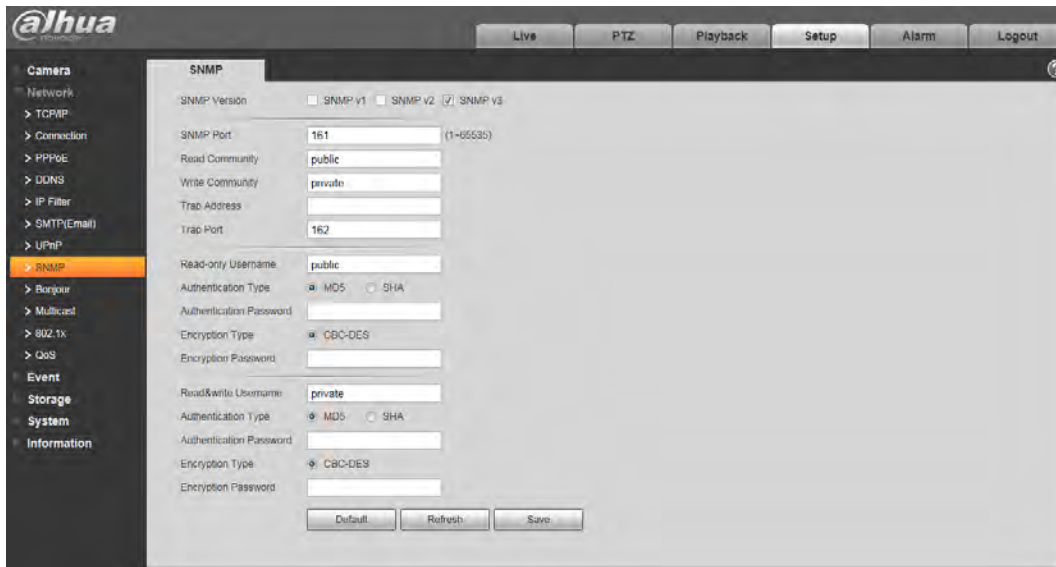 alhua
TECHNOLOGY
Live PTZ Playback Setup Alarm Logout
Camera
Network
> TCP/IP
> Connection
> PPPoE
> DDNS
> IP Filter
> SMTP(Email)
> UPnP
> SNMP
> Bonjour
> Multicast
> 802.1x
> QoS
Event
Storage
System
Information
SNMP
SNMP Version SNMP v1 SNMP v2 SNMP v3
SNMP Port 161 (1~65535)
Read Community public
Write Community private
Trap Address
Trap Port 162
Read-only Username public
Authentication Type MD5 SHA
Authentication Password
Encryption Type CBC-DES
Encryption Password
Read&write Username private
Authentication Type MD5 SHA
Authentication Password
Encryption Type CBC-DES
Encryption Password
Default Refresh Save